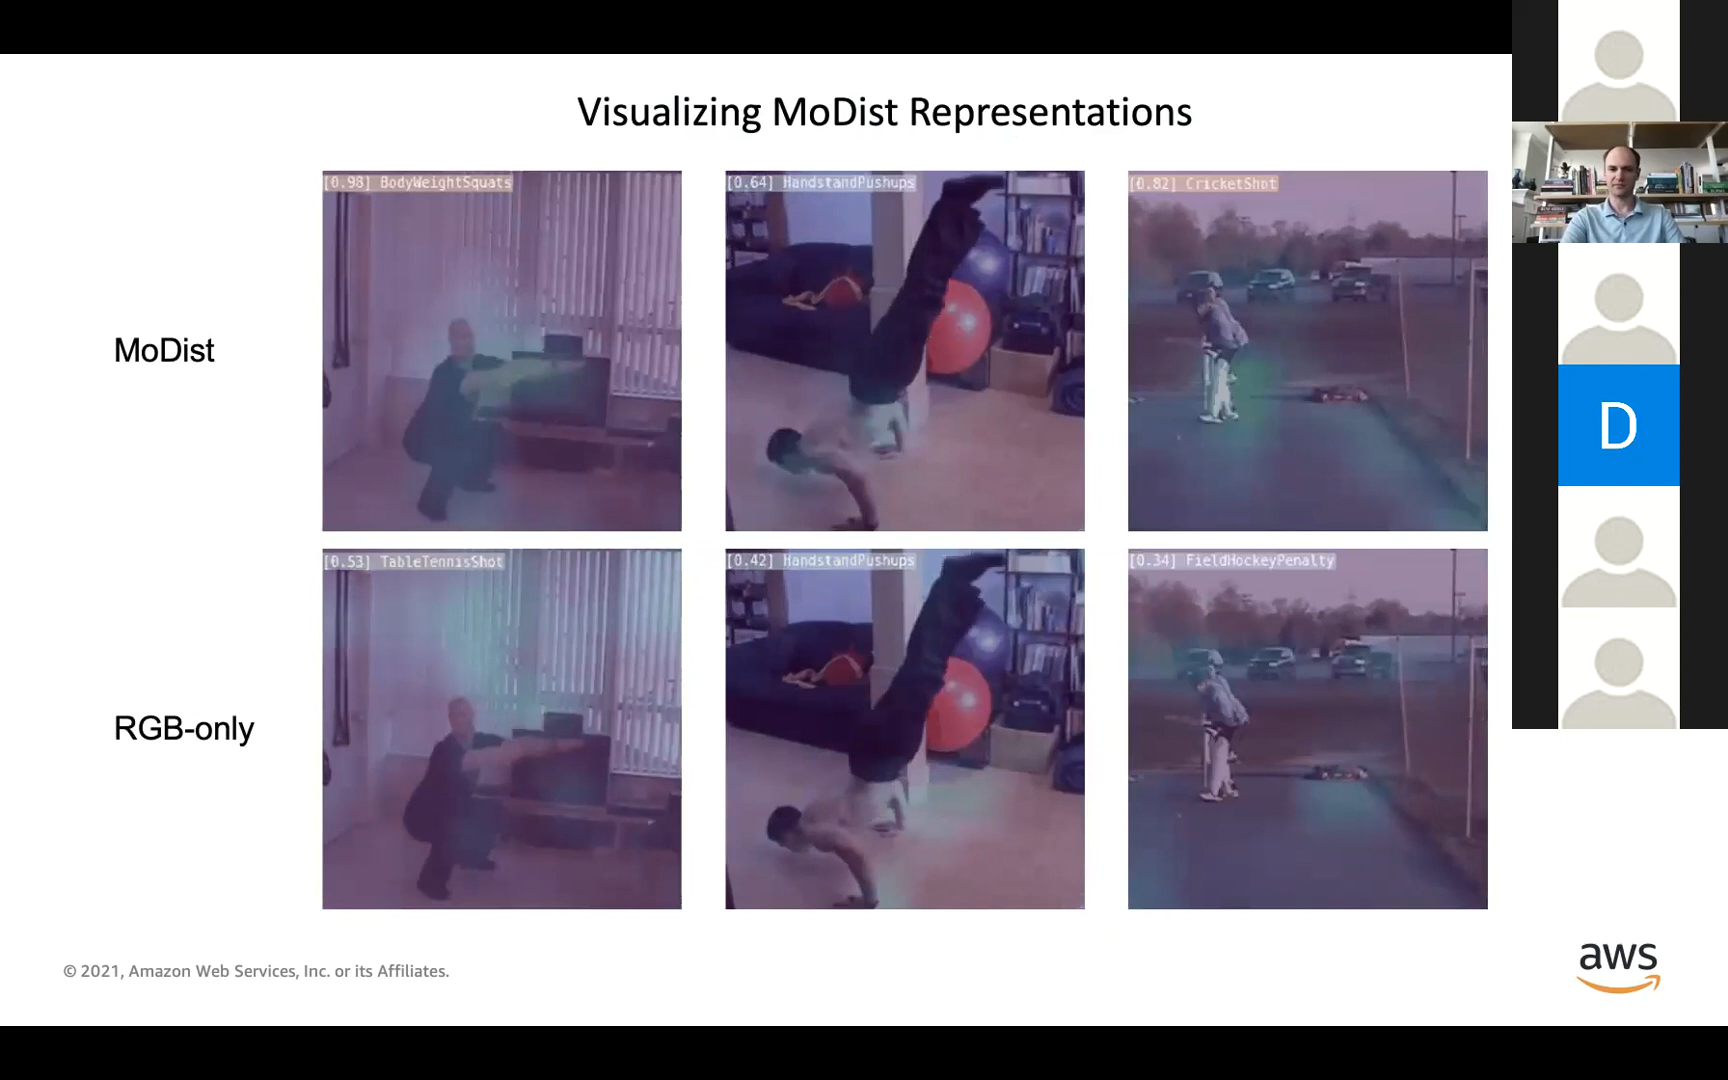 Visualizing MoDist Representations
[0.98] BodyWeightSquats
[0.64] HandstandPushups
[0.82] CricketShot
MoDist
[0.53] TableTennisShot
[0.42] HandstandPushups
[0.34] FieldHockeyPenalty
RGB-only
© 2021, Amazon Web Services, Inc. or its Affiliates.
aws
D